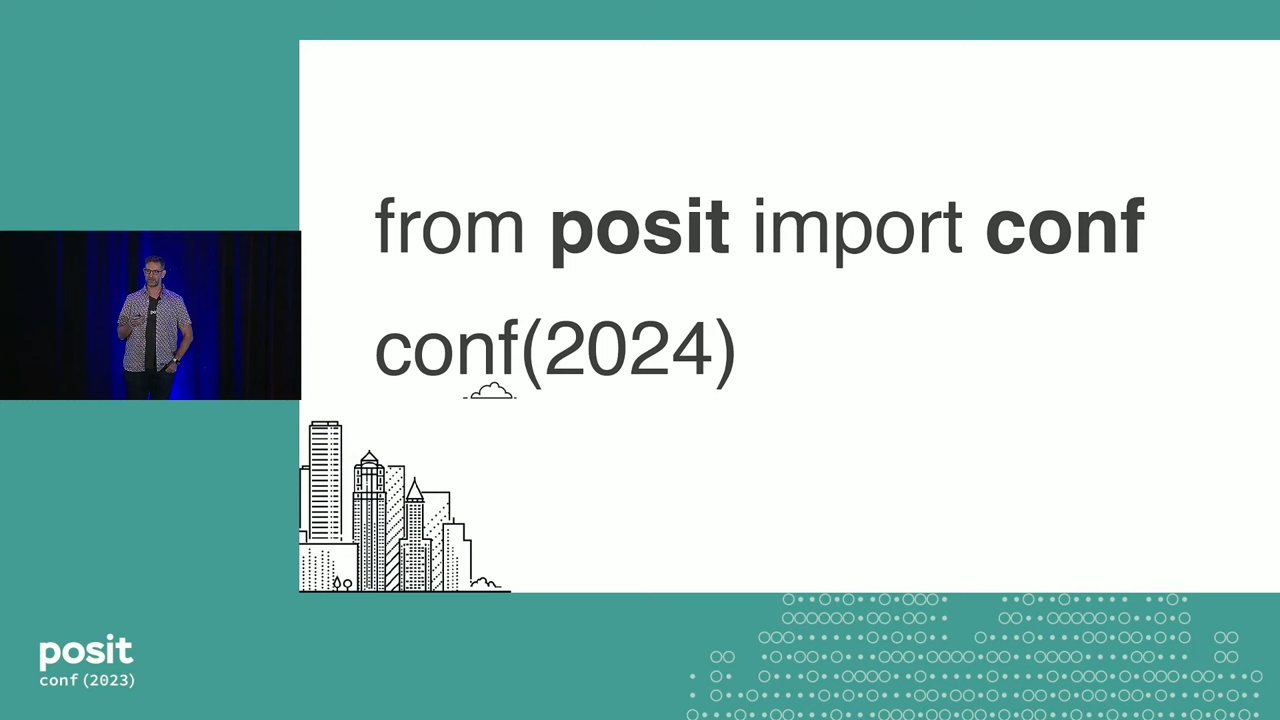 from posit import conf
conf(2024)
posit
conf(2023)